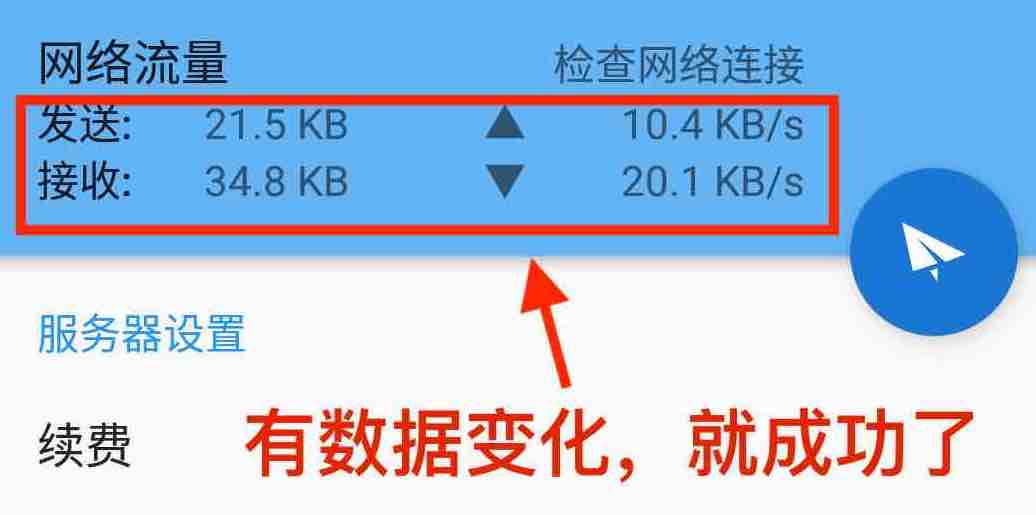 网络流量 检查网络连接
发送: 21.5 KB ▲ 10.4 KB/s
接收: 34.8 KB ▼ 20.1 KB/s
服务器设置
续费
有数据变化，就成功了